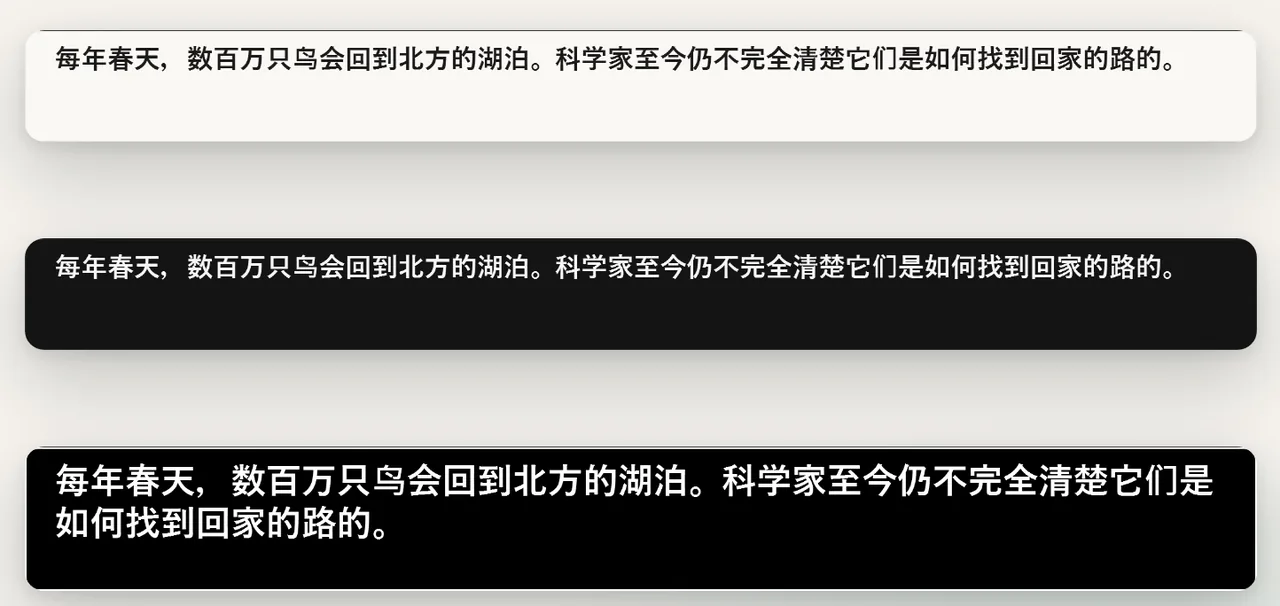 每年春天，数百万只鸟会回到北方的湖泊。科学家至今仍不完全清楚它们是如何找到回家的路的。
每年春天，数百万只鸟会回到北方的湖泊。科学家至今仍不完全清楚它们是如何找到回家的路的。
每年春天，数百万只鸟会回到北方的湖泊。科学家至今仍不完全清楚它们是
如何找到回家的路的。